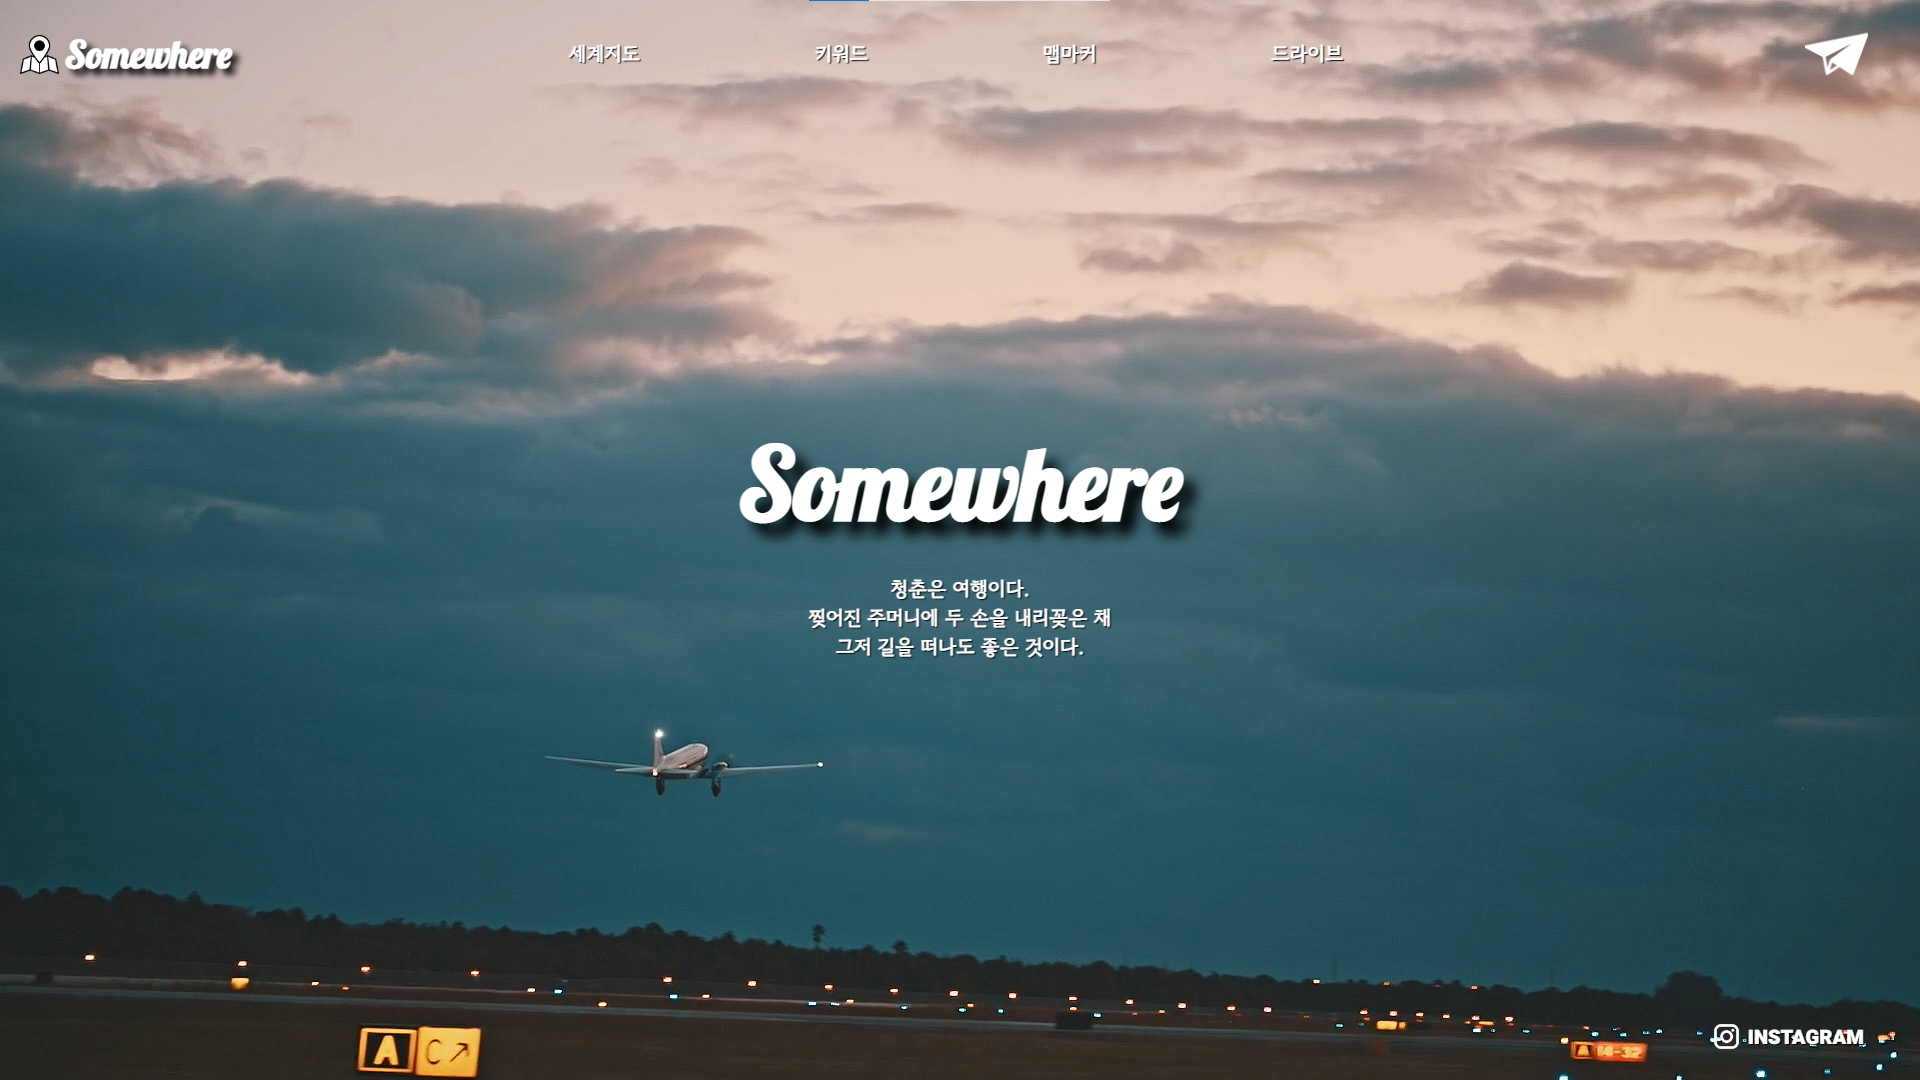 Somewhere
세계지도
키워드
맵마커
드라이브
Somewhere
청춘은 여행이다.
찢어진 주머니에 두 손을 내리꽂은 채
그저 길을 떠나도 좋은 것이다.
A C↗
A 14-32
INSTAGRAM